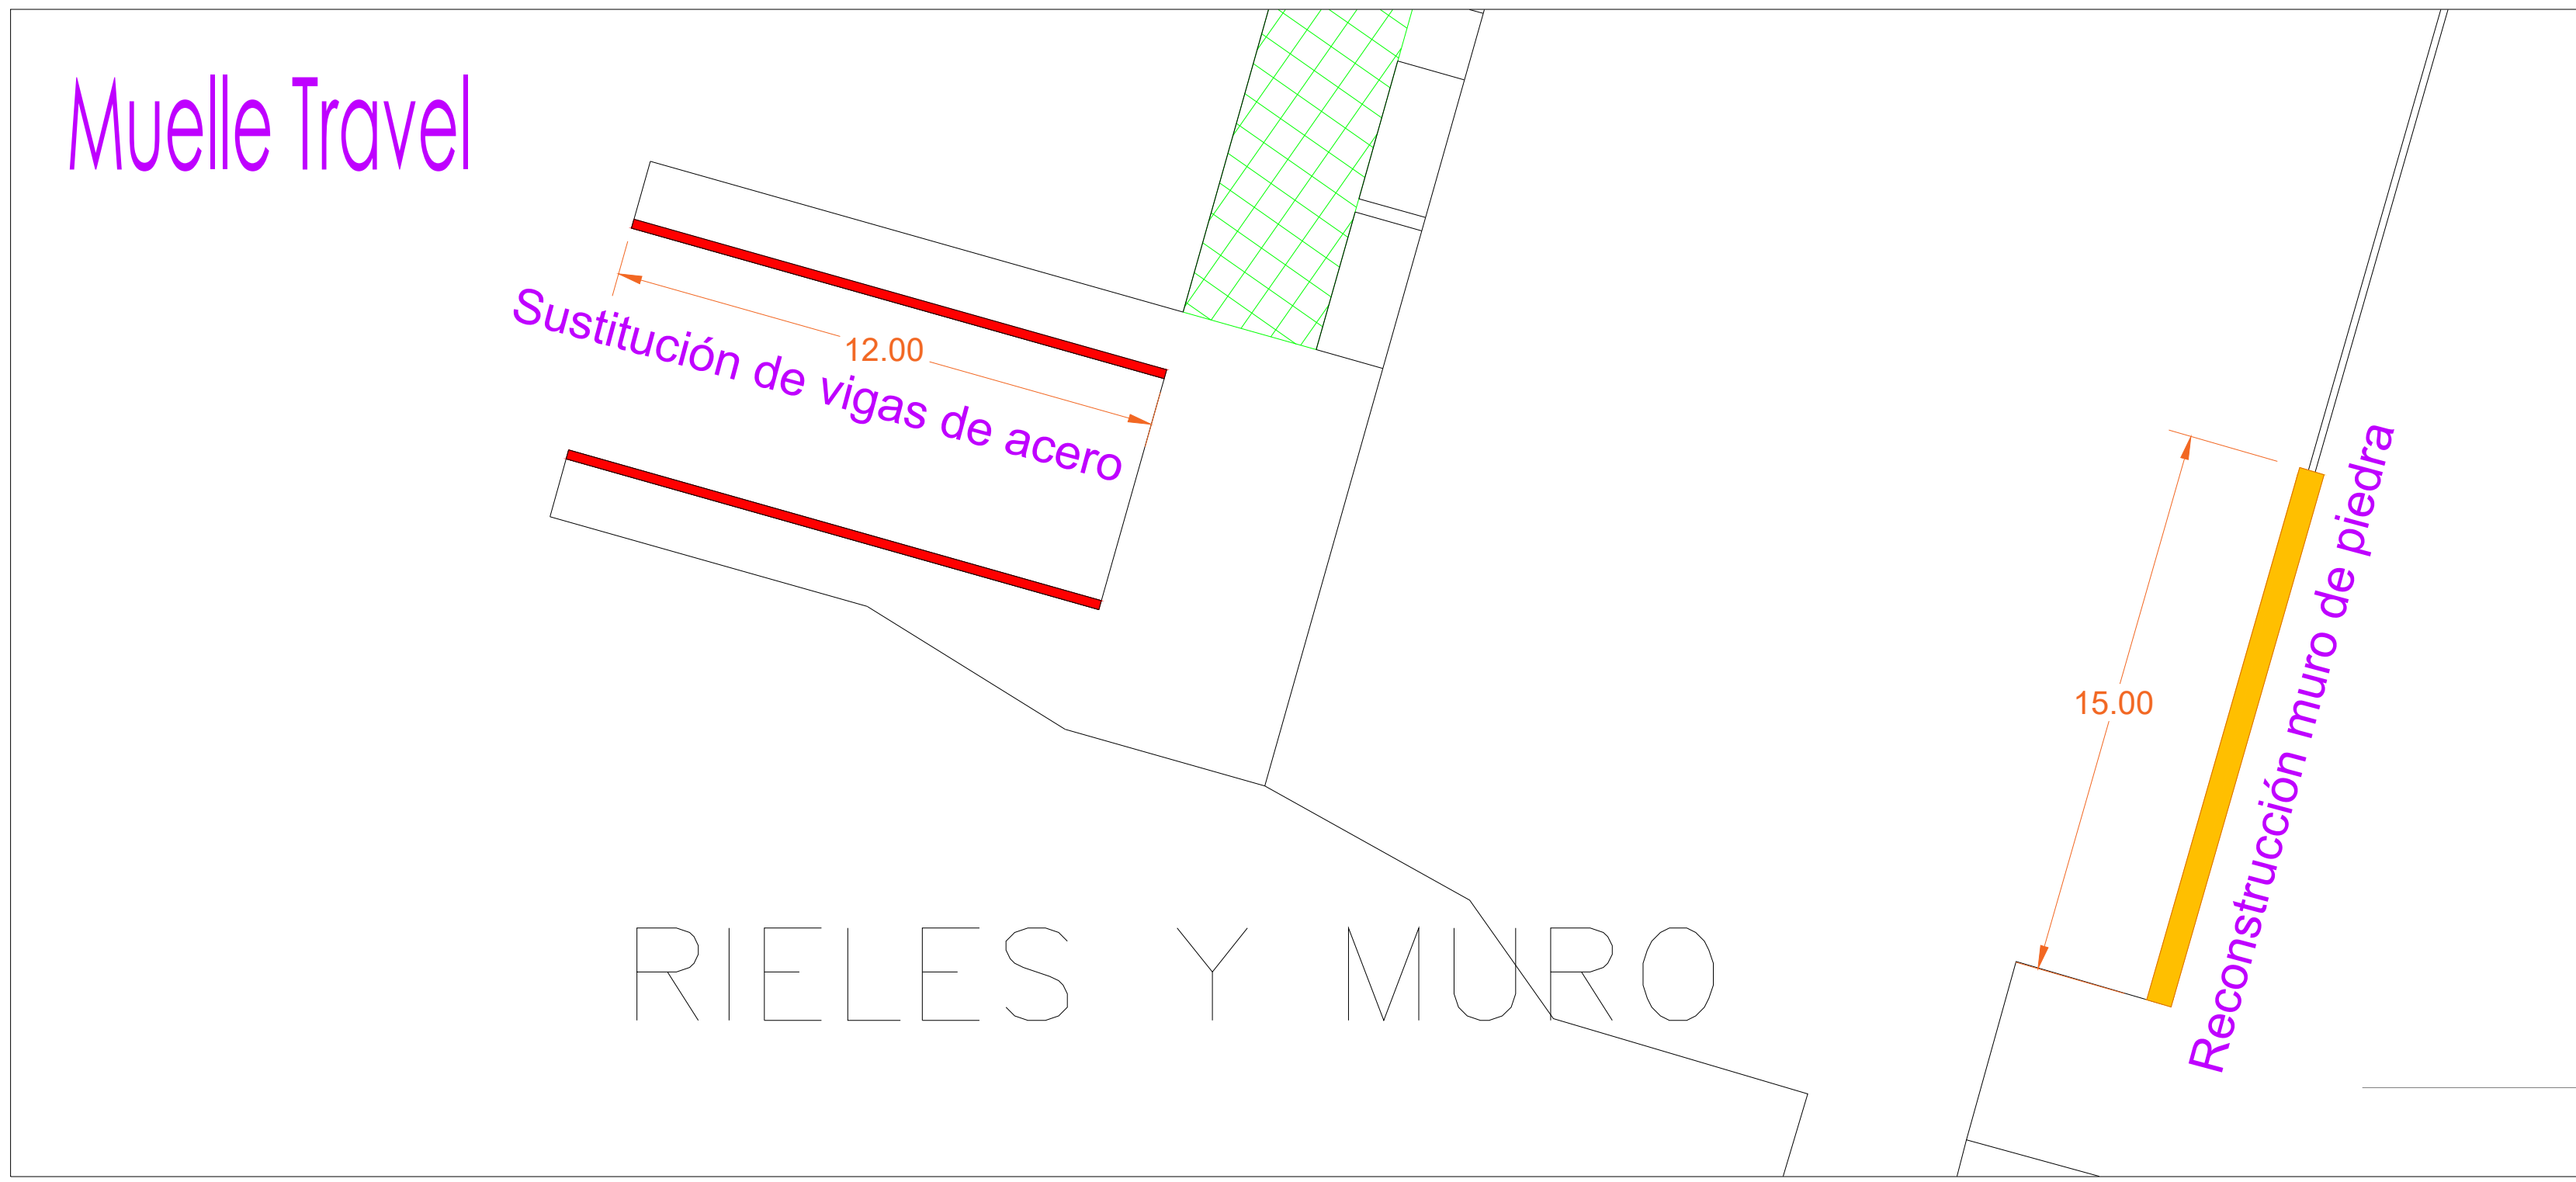 Muelle Travel
12.00
Sustitución de vigas de acero
15.00
Reconstrucción muro de piedra
RIELES Y MURO